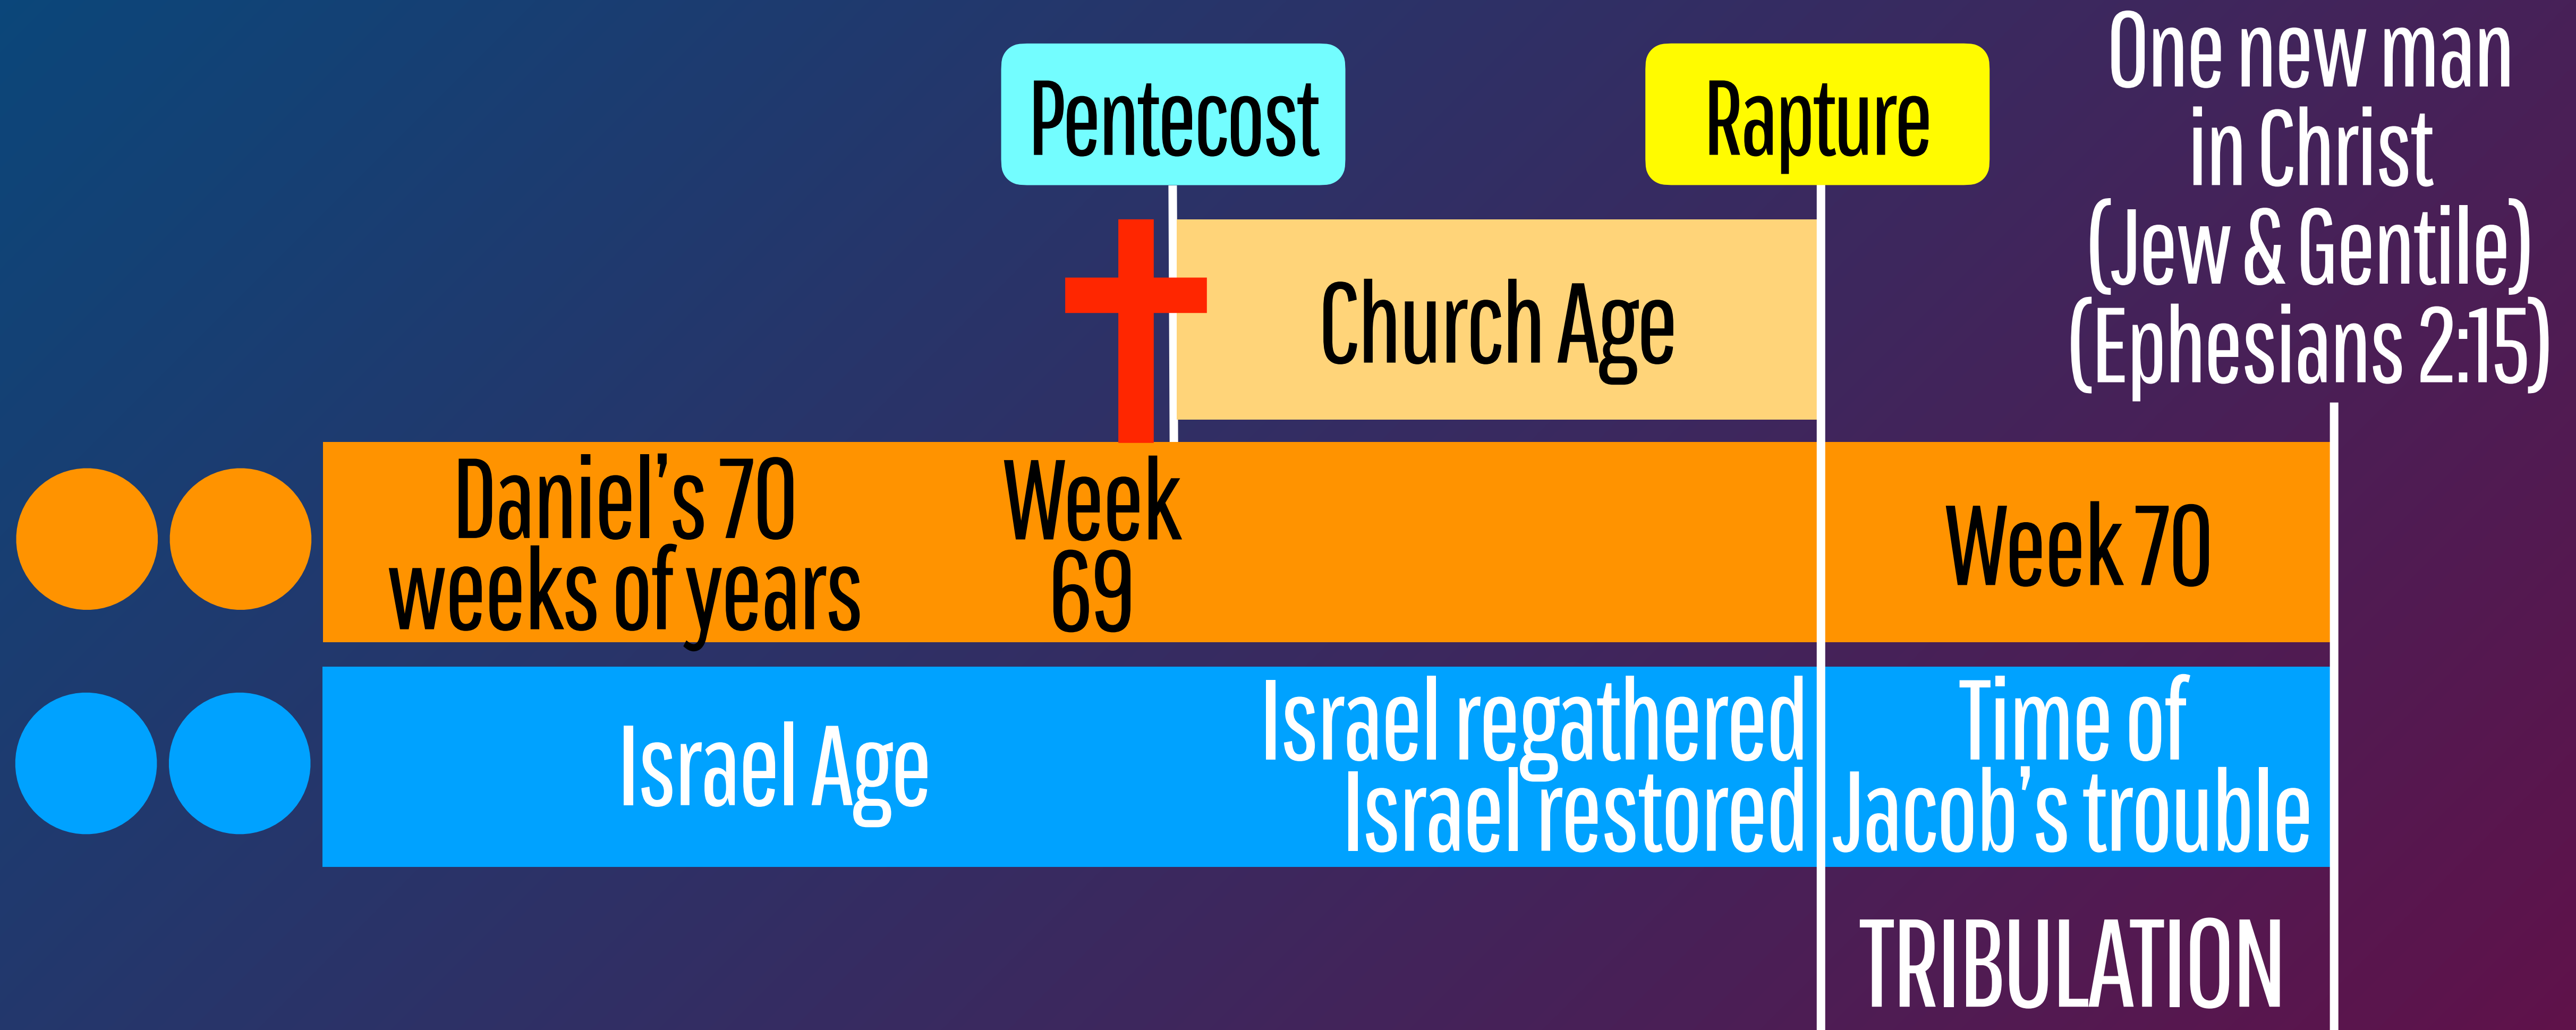 Pentecost
Rapture
One new man
in Christ
(Jew & Gentile)
(Ephesians 2:15)
Church Age
Daniel’s 70
weeks of years
Week
69
Week 70
Israel Age
Israel regathered
Israel restored
Time of
Jacob’s trouble
TRIBULATION